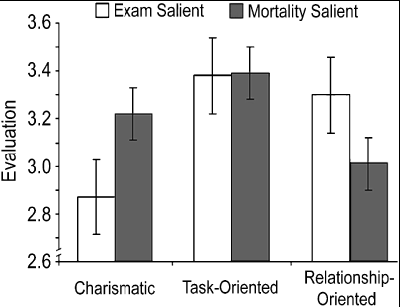 Exam Salient Mortality Salient
3.6
3.4
3.2
3.0
2.8
2.6
Evaluation
Charismatic Task-Oriented Relationship-
Oriented